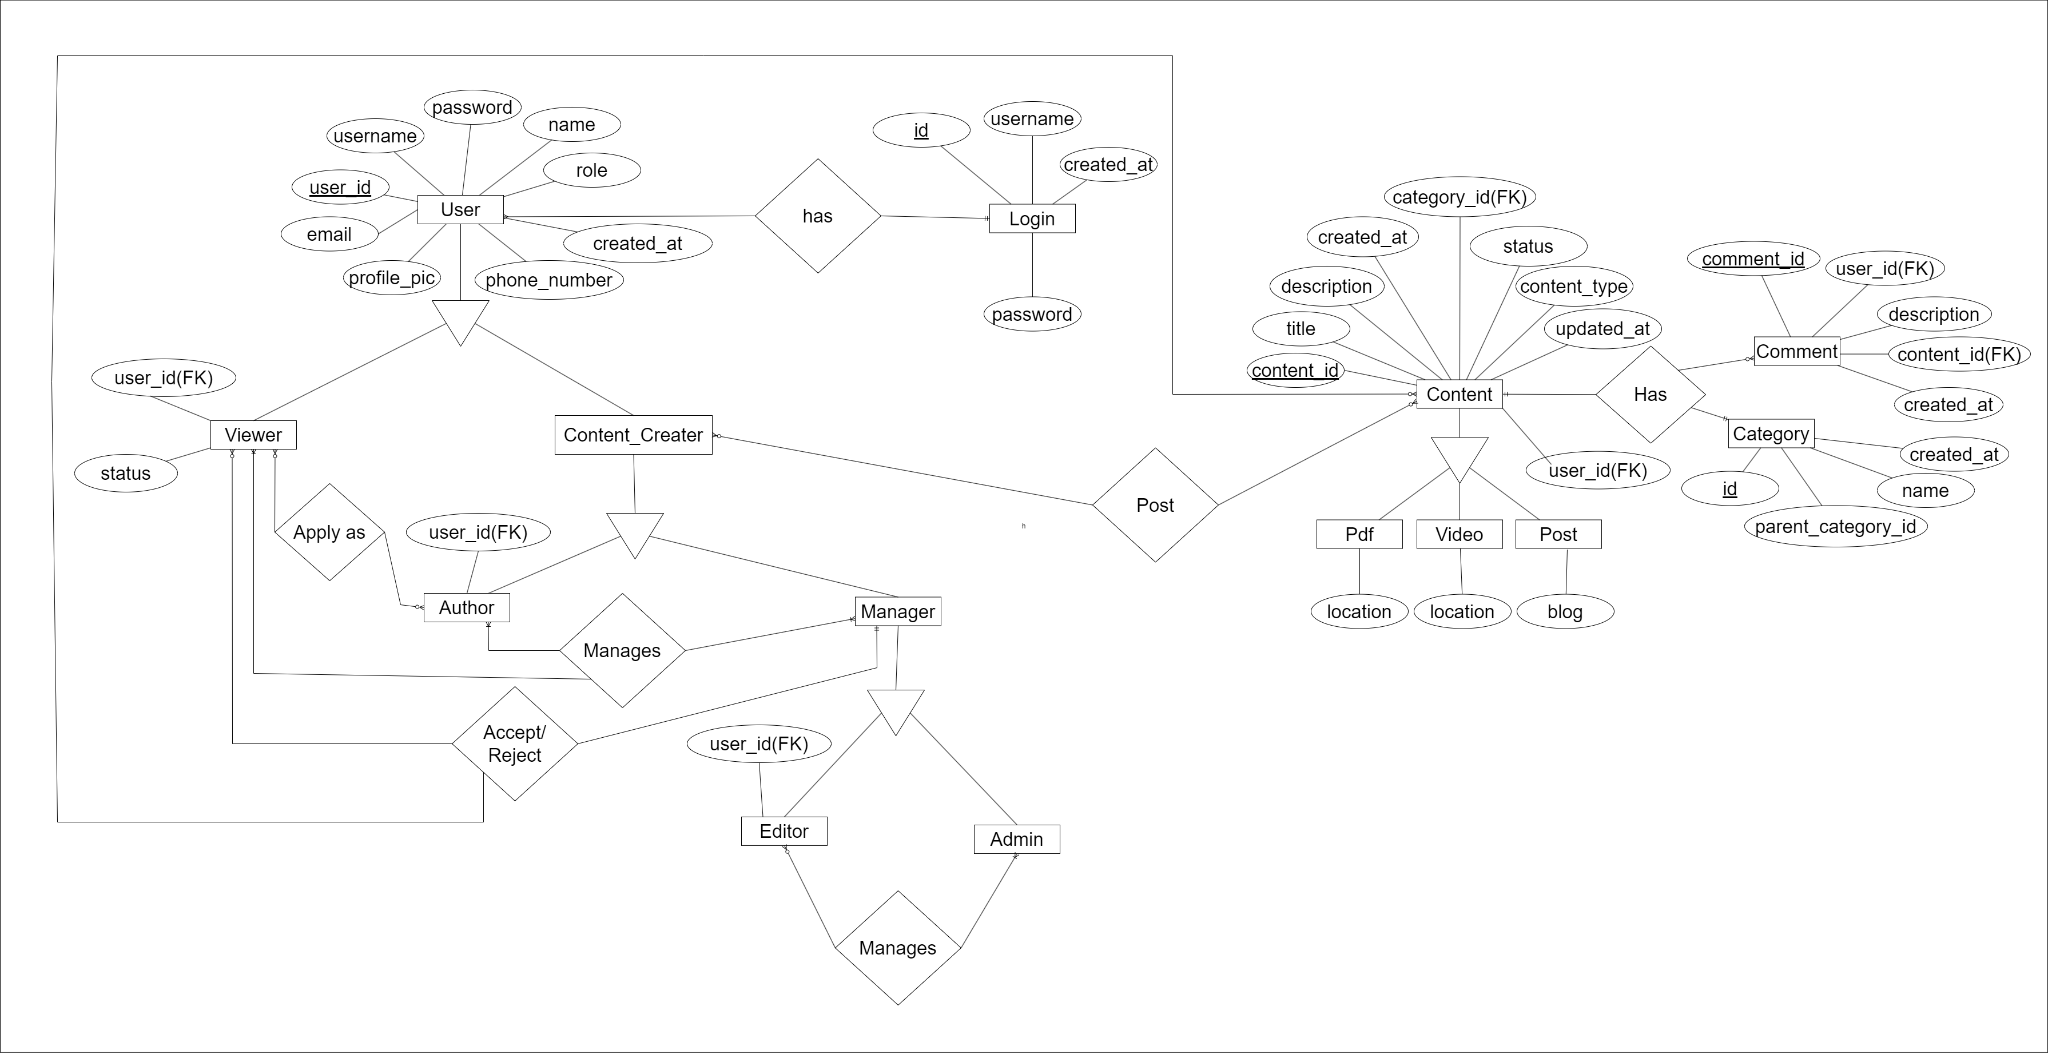 password
username
name
role
user_id
User
email
created_at
profile_pic
phone_number
has
id
username
created_at
Login
password
category_id(FK)
created_at
status
description
content_type
title
updated_at
content_id
Content
user_id(FK)
Has
comment_id
user_id(FK)
description
Comment
content_id(FK)
created_at
Category
created_at
id
name
parent_category_id
Pdf
Video
Post
location
location
blog
user_id(FK)
Viewer
status
Content_Creater
Post
h
Apply as
user_id(FK)
Author
Manager
Manages
Accept/
Reject
user_id(FK)
Editor
Admin
Manages